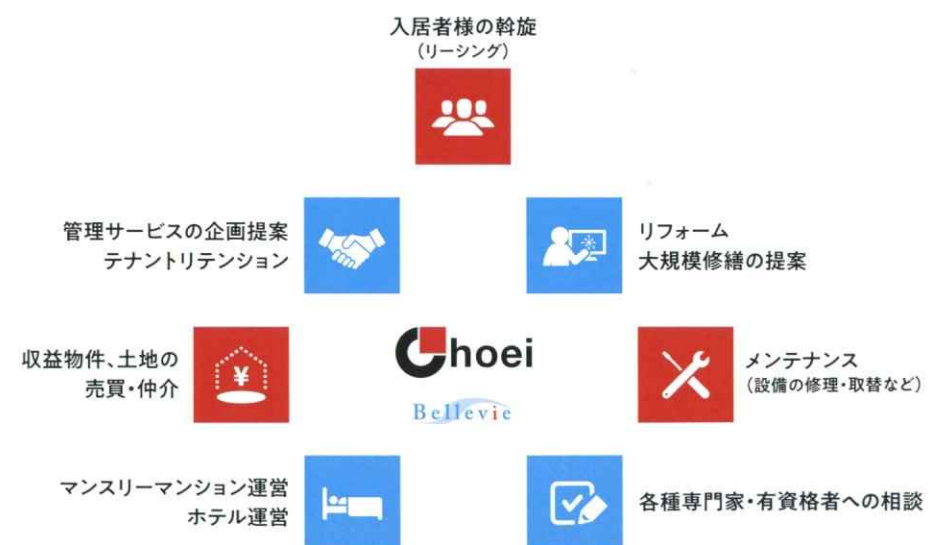 入居者様の斡旋
(リーシング)
管理サービスの企画提案
テナントリテンション
リフォーム
大規模修繕の提案
収益物件、土地の
売買・仲介
¥
Choei
Bellevie
メンテナンス
(設備の修理・取替など)
マンスリーマンション運営
ホテル運営
各種専門家・有資格者への相談